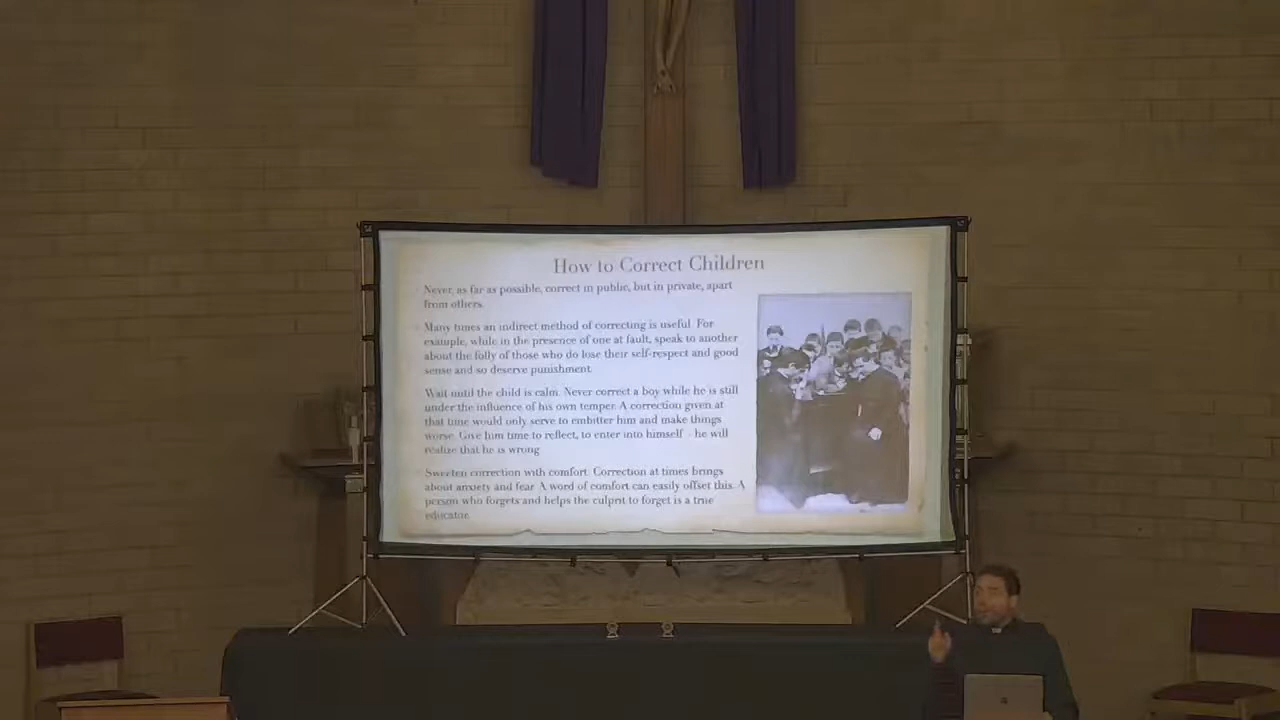 How to Correct Children
Never, as far as possible, correct in public, but in private, apart
from others.
Many times an indirect method of correcting is useful. For
example, while in the presence of one at fault, speak to another
about the folly of those who do lose their self-respect and good
sense and so deserve punishment.
Wait until the child is calm. Never correct a boy while he is still
under the influence of his own temper. A correction given at
that time would only serve to embitter him and make things
worse. Give him time to reflect, to enter into himself - he will
realize that he is wrong.
Sweeten correction with comfort. Correction at times brings
about anxiety and fear. A word of comfort can easily offset this. A
person who forgets and helps the culprit to forget is a true
educator.